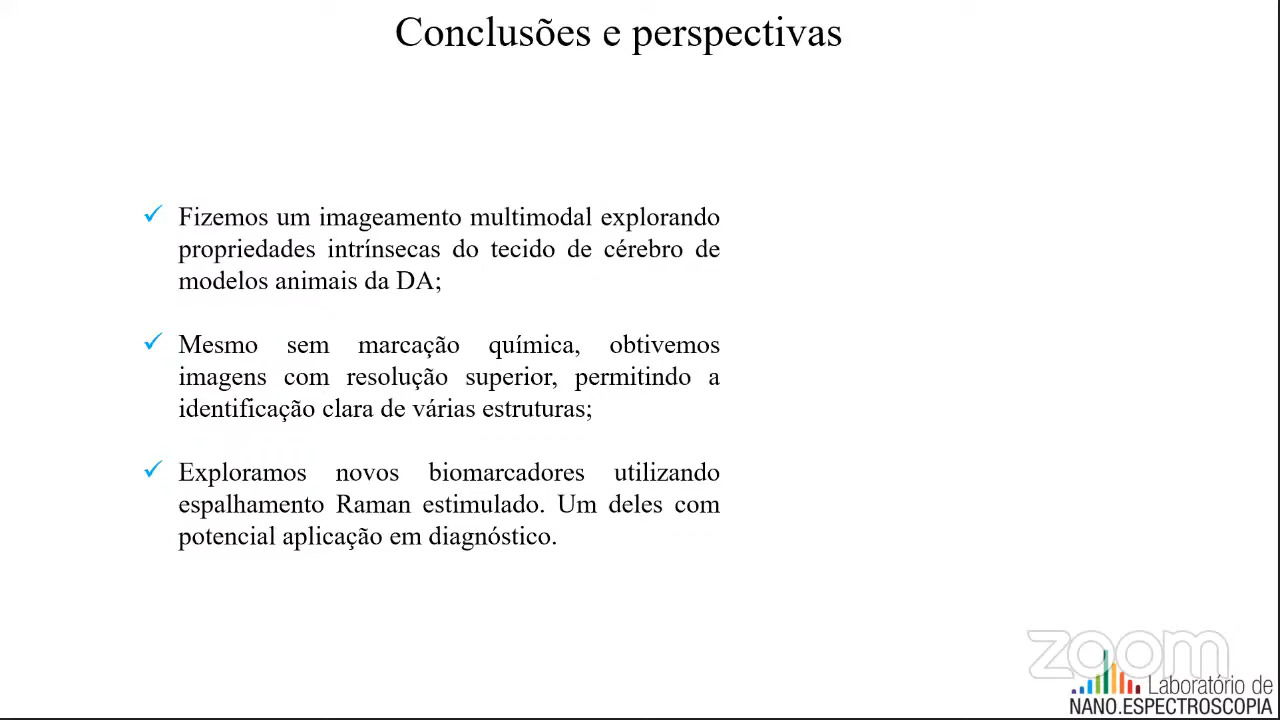 Conclusões e perspectivas
Fizemos um imageamento multimodal explorando
propriedades intrínsecas do tecido de cérebro de
modelos animais da DA;
Mesmo sem marcação química, obtivemos
imagens com resolução superior, permitindo a
identificação clara de várias estruturas;
Exploramos novos biomarcadores utilizando
espalhamento Raman estimulado. Um deles com
potencial aplicação em diagnóstico.
zoom
Laboratório de
NANO.ESPECTROSCOPIA